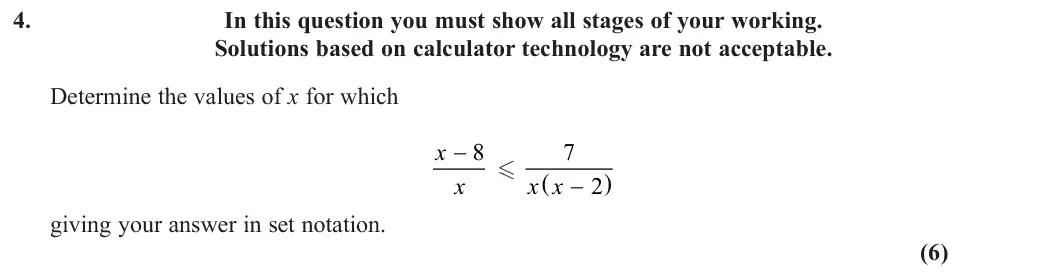 4. In this question you must show all stages of your working.
Solutions based on calculator technology are not acceptable.
Determine the values of x for which
x − 8 / x ⩽ 7 / x(x − 2)
giving your answer in set notation.
(6)